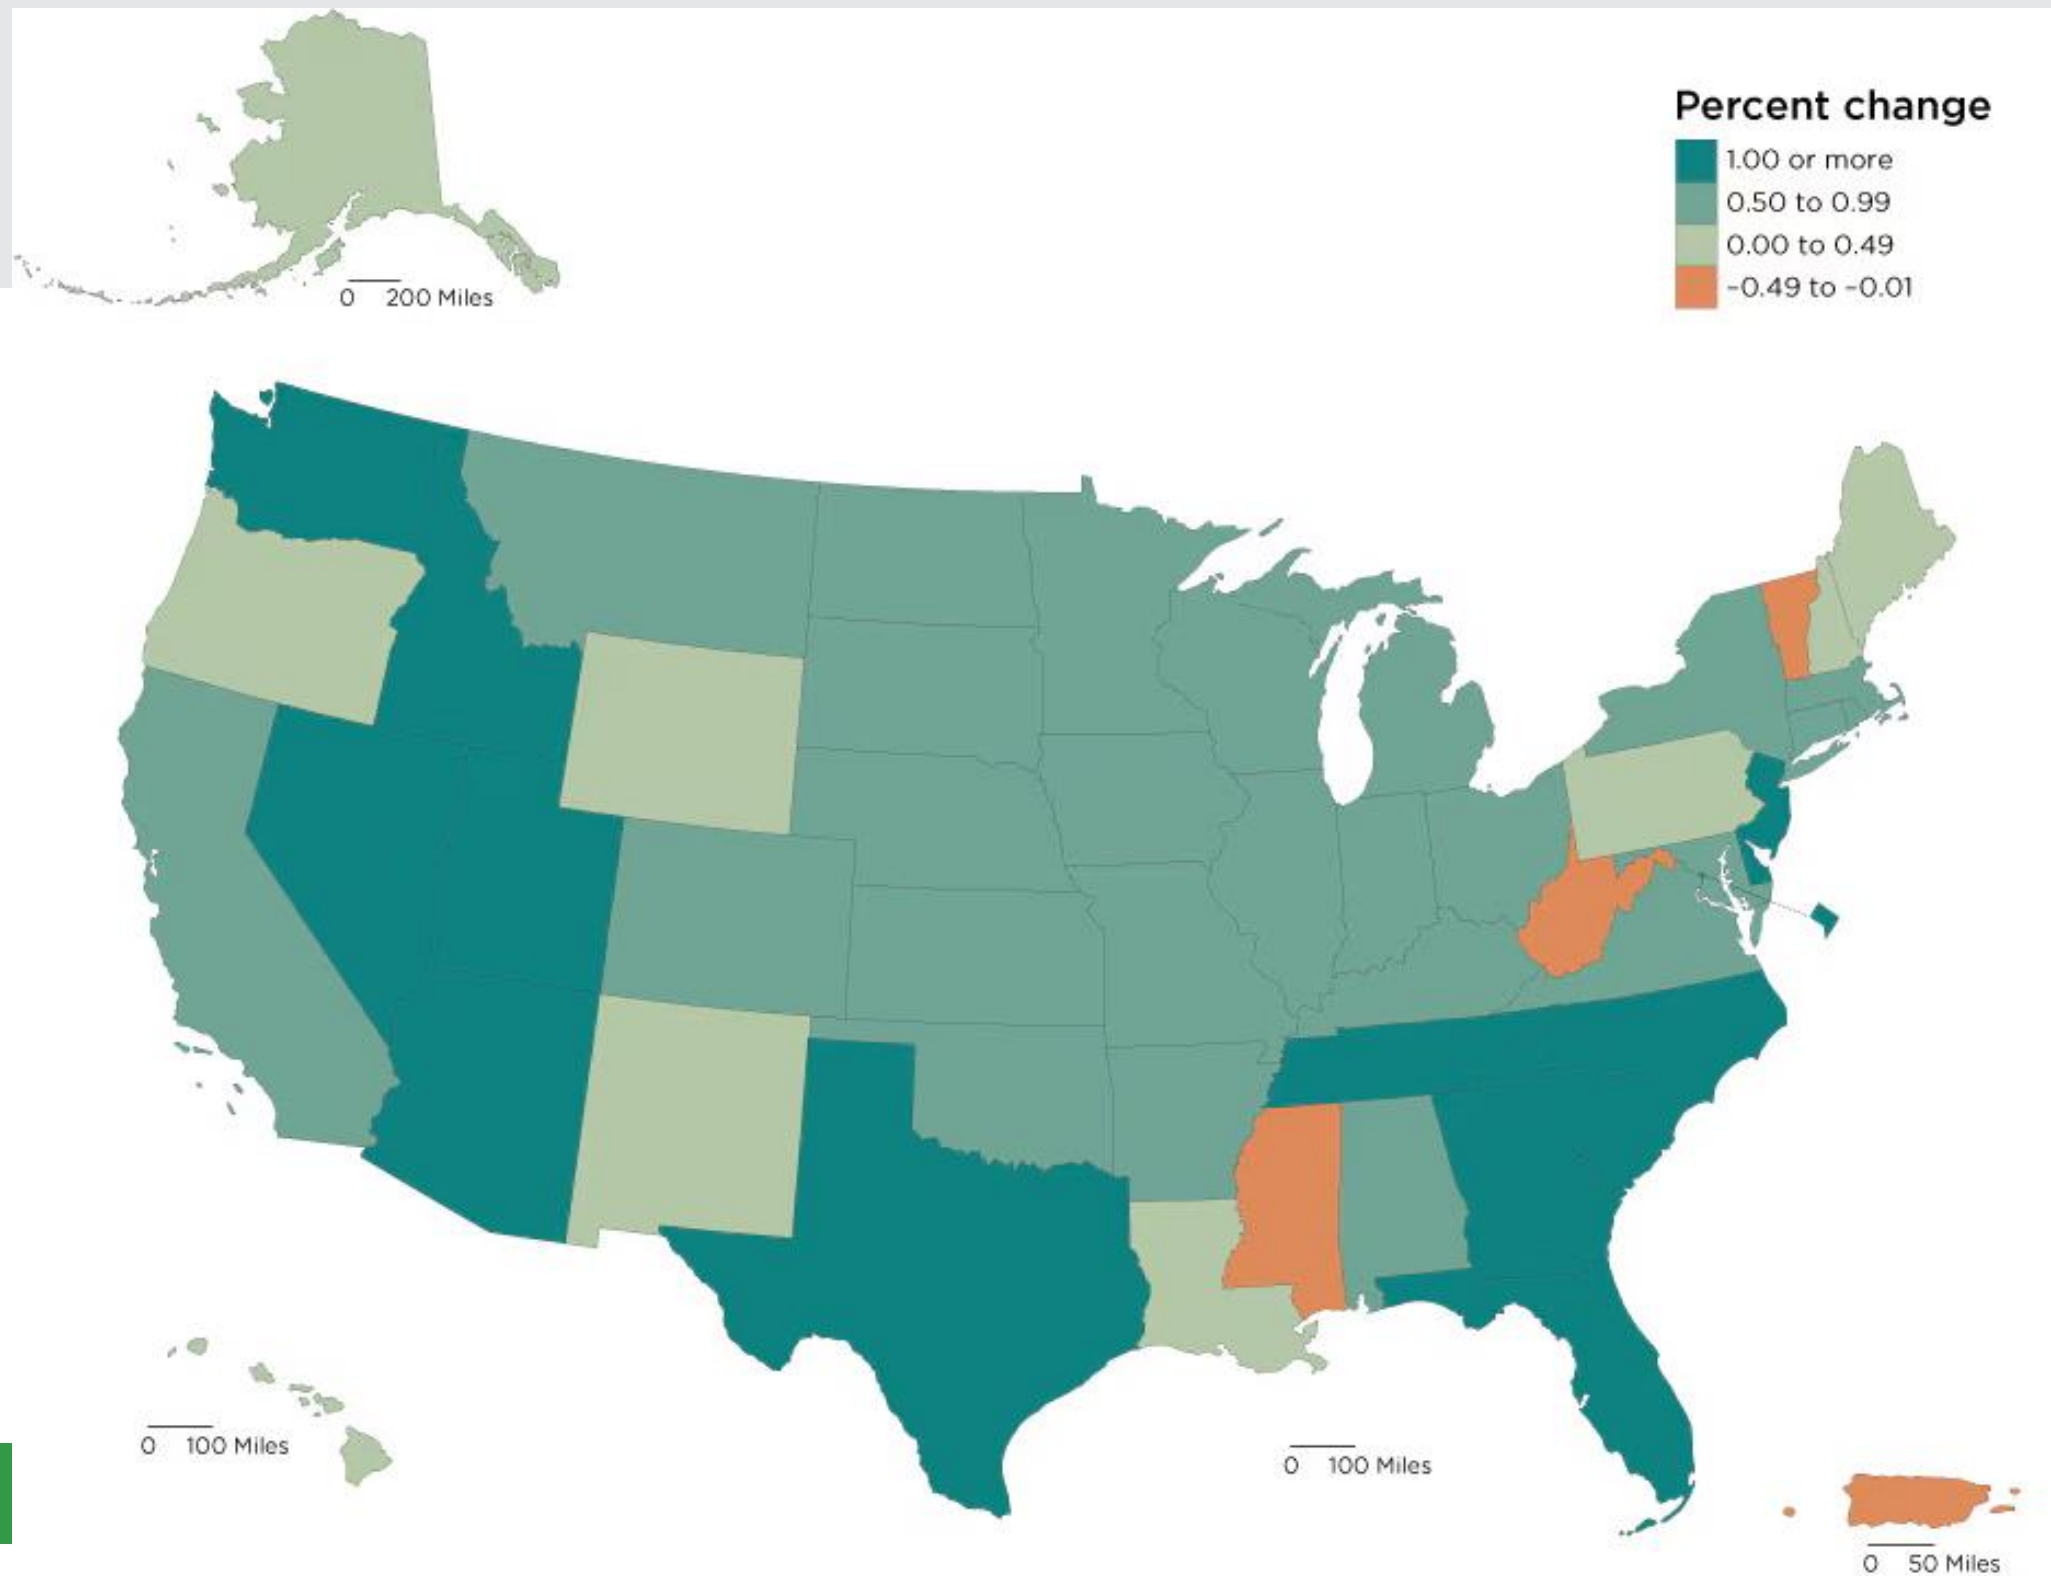 Percent change
1.00 or more
0.50 to 0.99
0.00 to 0.49
-0.49 to -0.01
0 200 Miles
0 100 Miles
0 100 Miles
0 50 Miles